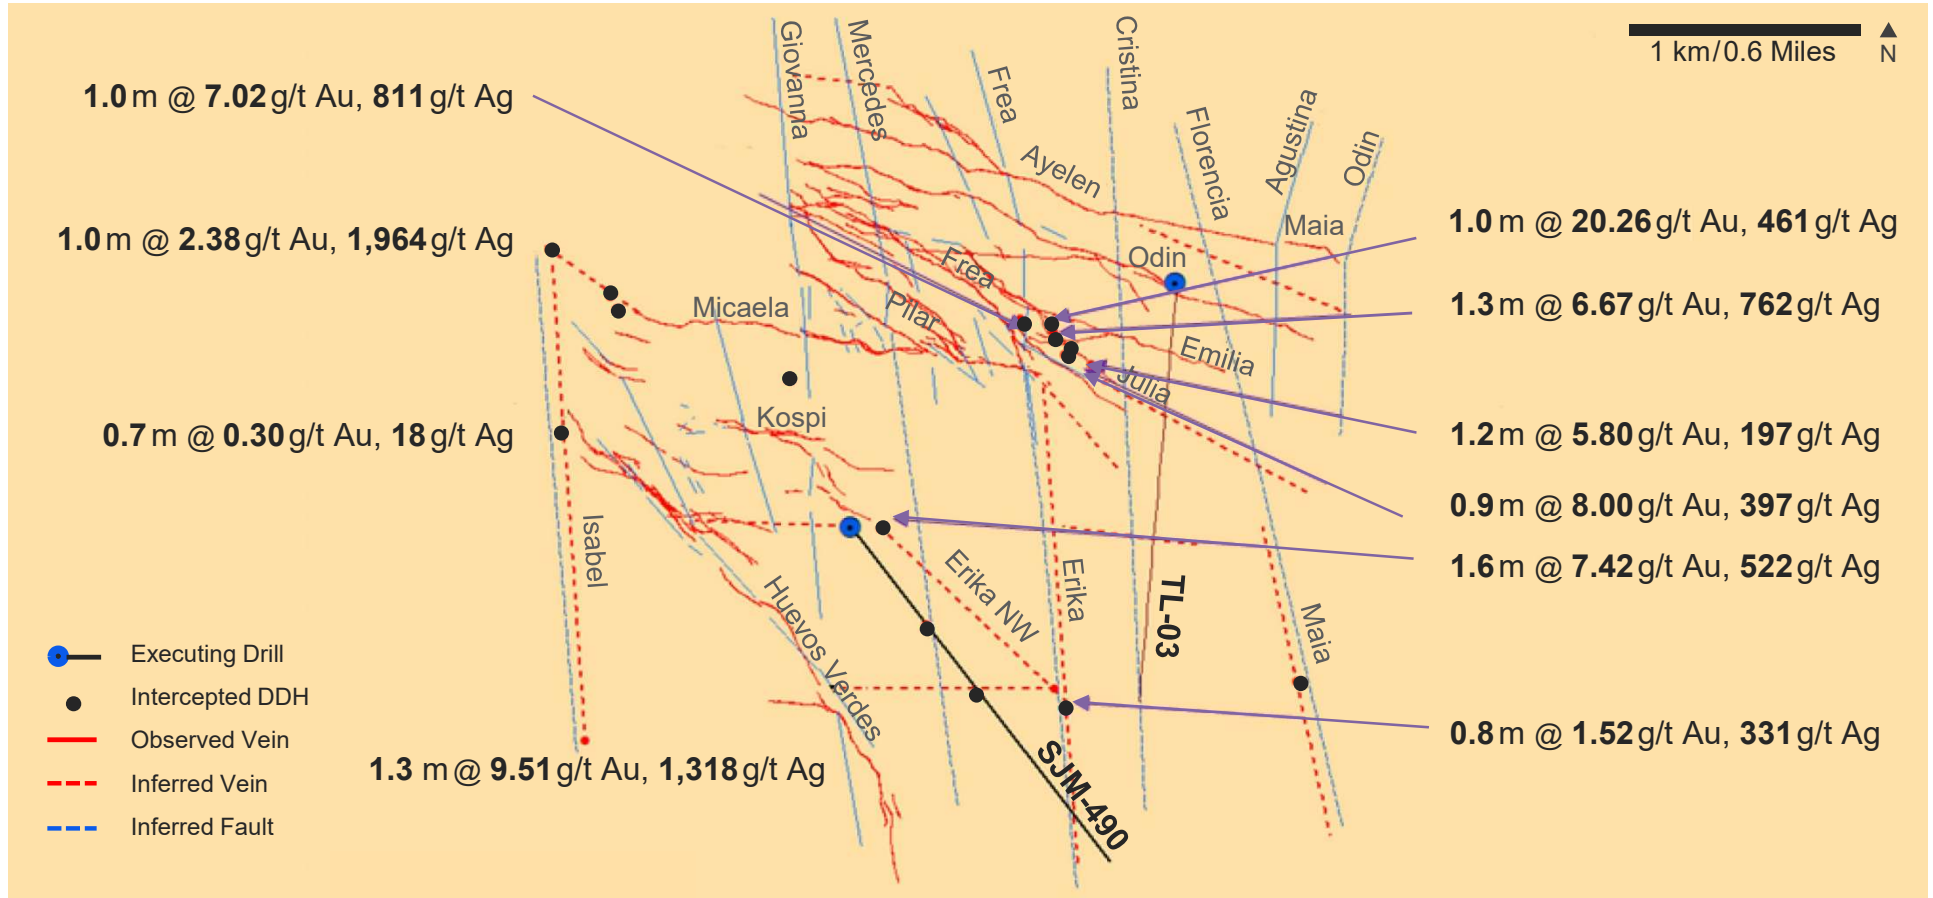 Giovanna
Mercedes
Frea
Cristina
Florencia
Agustina
Odin
1 km/0.6 Miles
N
1.0 m @ 7.02 g/t Au, 811 g/t Ag
Ayelen
Maia
1.0 m @ 20.26 g/t Au, 461 g/t Ag
1.0 m @ 2.38 g/t Au, 1,964 g/t Ag
Frea
Odin
Micaela
Pilar
1.3 m @ 6.67 g/t Au, 762 g/t Ag
Emilia
Julia
Kospi
0.7 m @ 0.30 g/t Au, 18 g/t Ag
1.2 m @ 5.80 g/t Au, 197 g/t Ag
0.9 m @ 8.00 g/t Au, 397 g/t Ag
Isabel
1.6 m @ 7.42 g/t Au, 522 g/t Ag
Huevos Verdes
Erika NW
Erika
TL-03
Maia
Executing Drill
Intercepted DDH
Observed Vein
Inferred Vein
Inferred Fault
0.8 m @ 1.52 g/t Au, 331 g/t Ag
1.3 m @ 9.51 g/t Au, 1,318 g/t Ag
SJM-490